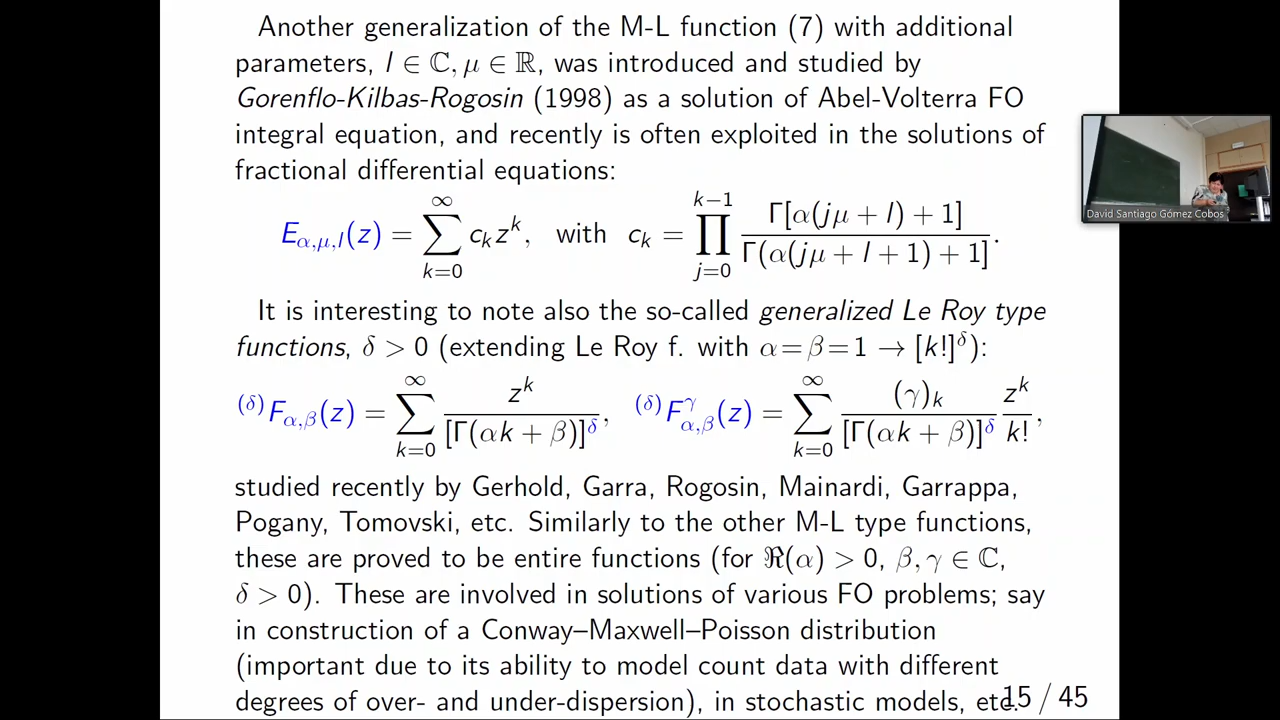 Another generalization of the M-L function (7) with additional
parameters, l ∈ ℂ, μ ∈ ℝ, was introduced and studied by
Gorenflo-Kilbas-Rogosin (1998) as a solution of Abel-Volterra FO
integral equation, and recently is often exploited in the solutions of
fractional differential equations:
E_{α,μ,l}(z) = ∑_{k=0}^{∞} c_k z^k, with c_k = ∏_{j=0}^{k−1} Γ[α(jμ + l) + 1] / Γ(α(jμ + l + 1) + 1].
It is interesting to note also the so-called generalized Le Roy type
functions, δ > 0 (extending Le Roy f. with α=β=1 → [k!]^δ):
^{(δ)}F_{α,β}(z) = ∑_{k=0}^{∞} z^k / [Γ(αk + β)]^δ, ^{(δ)}F^γ_{α,β}(z) = ∑_{k=0}^{∞} (γ)_k / [Γ(αk + β)]^δ z^k / k!,
studied recently by Gerhold, Garra, Rogosin, Mainardi, Garrappa,
Pogany, Tomovski, etc. Similarly to the other M-L type functions,
these are proved to be entire functions (for ℜ(α) > 0, β, γ ∈ ℂ,
δ > 0). These are involved in solutions of various FO problems; say
in construction of a Conway–Maxwell–Poisson distribution
(important due to its ability to model count data with different
degrees of over- and under-dispersion), in stochastic models, etc.
15 / 45
David Santiago Gómez Cobos